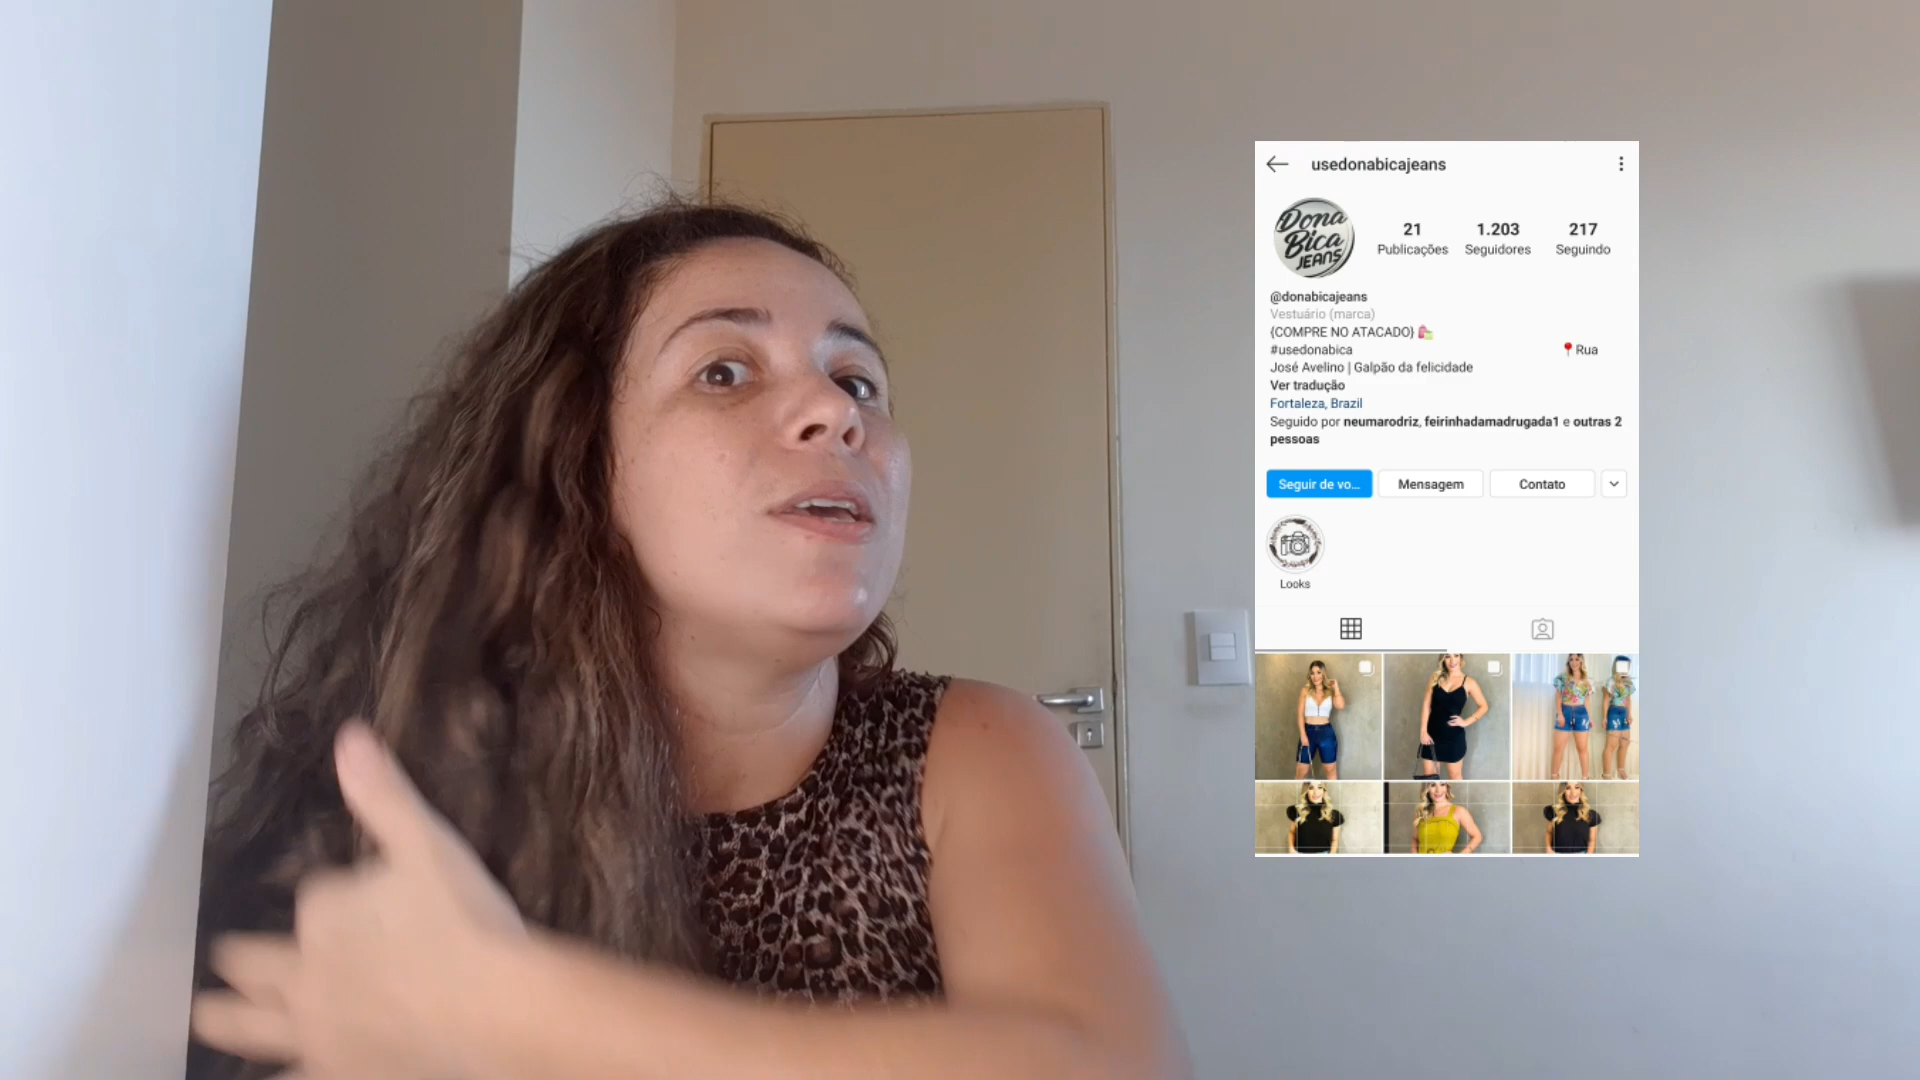 usedonabicajeans
Dona
Bica
JEANS
21 1.203 217
Publicações Seguidores Seguindo
@donabicajeans
Vestuário (marca)
{COMPRE NO ATACADO} 🛍️
#usedonabica 📍Rua
José Avelino | Galpão da felicidade
Ver tradução
Fortaleza, Brazil
Seguido por neumarodriz, feirinhadamadrugada1 e outras 2
pessoas
Seguir de vo... Mensagem Contato
Looks